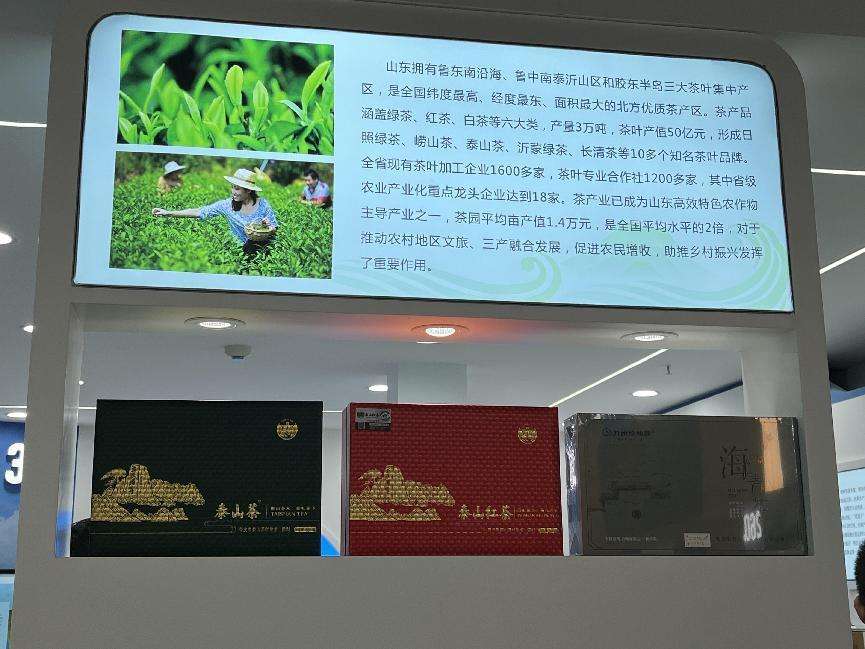 山东拥有鲁东南沿海、鲁中南泰沂山区和胶东半岛三大茶叶集中产
区，是全国纬度最高、经度最东、面积最大的北方优质茶产区。茶产品
涵盖绿茶、红茶、白茶等六大类，产量3万吨，茶叶产值50亿元，形成日
照绿茶、崂山茶、泰山茶、沂蒙绿茶、长清茶等10多个知名茶叶品牌。
全省现有茶叶加工企业1600多家，茶叶专业合作社1200多家，其中省级
农业产业化重点龙头企业达到18家。茶产业已成为山东高效特色农作物
主导产业之一，茶园平均亩产值1.4万元，是全国平均水平的2倍，对于
推动农村地区文旅、三产融合发展，促进农民增收，助推乡村振兴发挥
了重要作用。
泰山茶
TAISHAN TEA
泰山红茶
海青
3